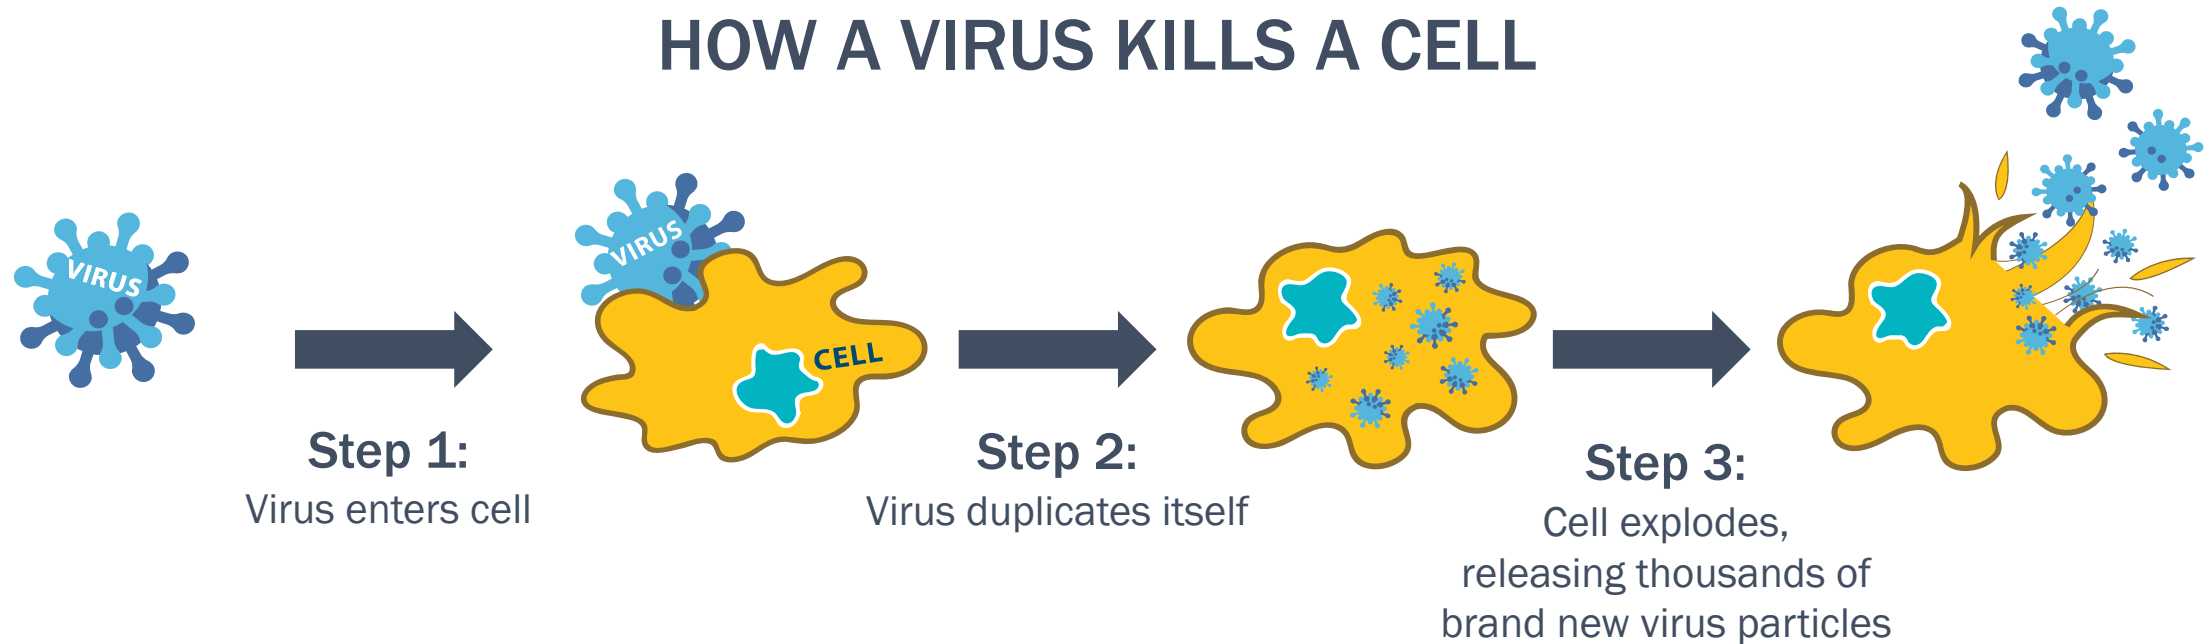 HOW A VIRUS KILLS A CELL
VIRUS
VIRUS
CELL
Step 1:
Virus enters cell
Step 2:
Virus duplicates itself
Step 3:
Cell explodes,
releasing thousands of
brand new virus particles